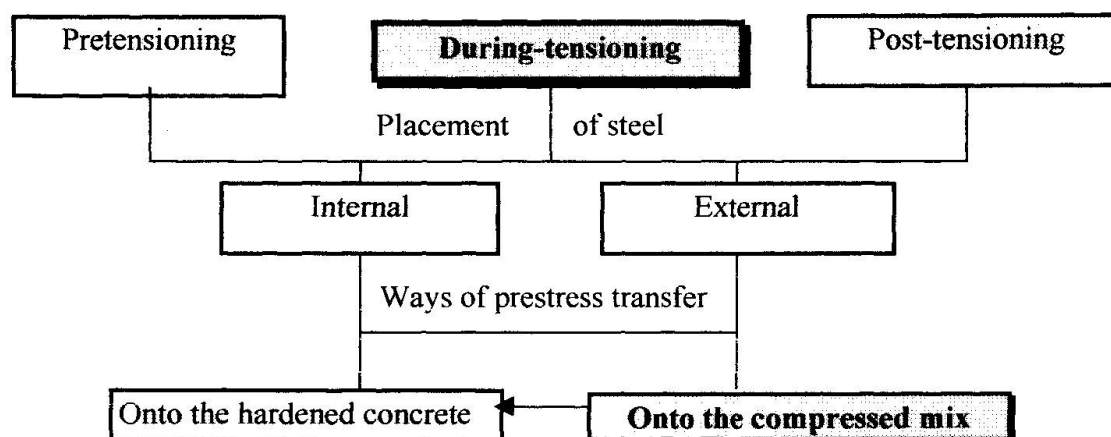 Pretensioning
During-tensioning
Post-tensioning
Placement of steel
Internal
External
Ways of prestress transfer
Onto the hardened concrete
Onto the compressed mix